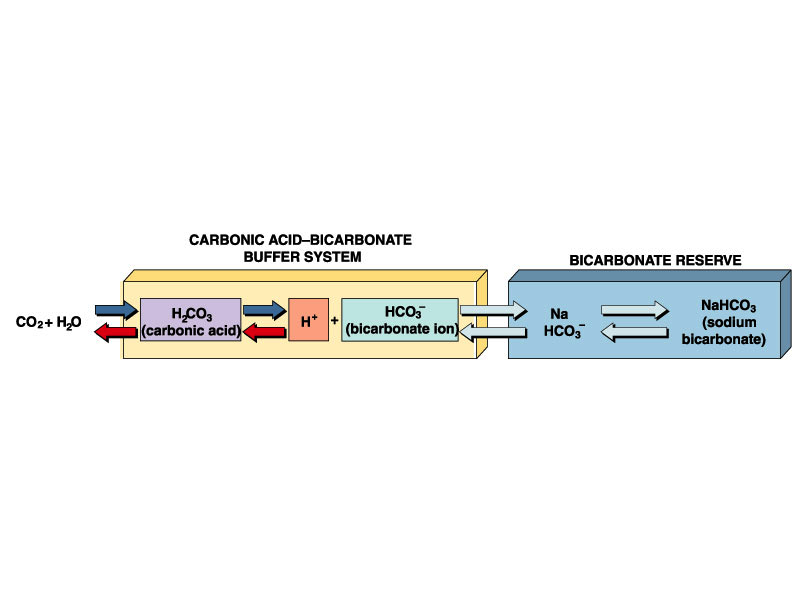 CARBONIC ACID–BICARBONATE
BUFFER SYSTEM
BICARBONATE RESERVE
CO2 + H2O
H2CO3
(carbonic acid)
H+
+
HCO3−
(bicarbonate ion)
Na
HCO3−
NaHCO3
(sodium
bicarbonate)